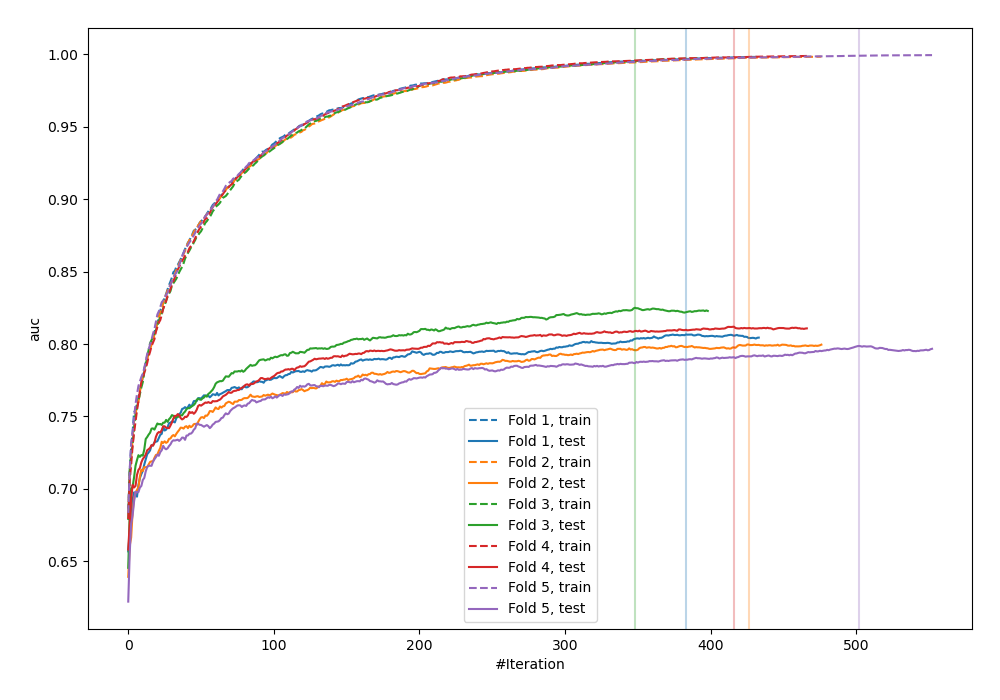 1.00
0.95
0.90
0.85
0.80
0.75
0.70
0.65
auc
0
100
200
300
400
500
#Iteration
Fold 1, train
Fold 1, test
Fold 2, train
Fold 2, test
Fold 3, train
Fold 3, test
Fold 4, train
Fold 4, test
Fold 5, train
Fold 5, test